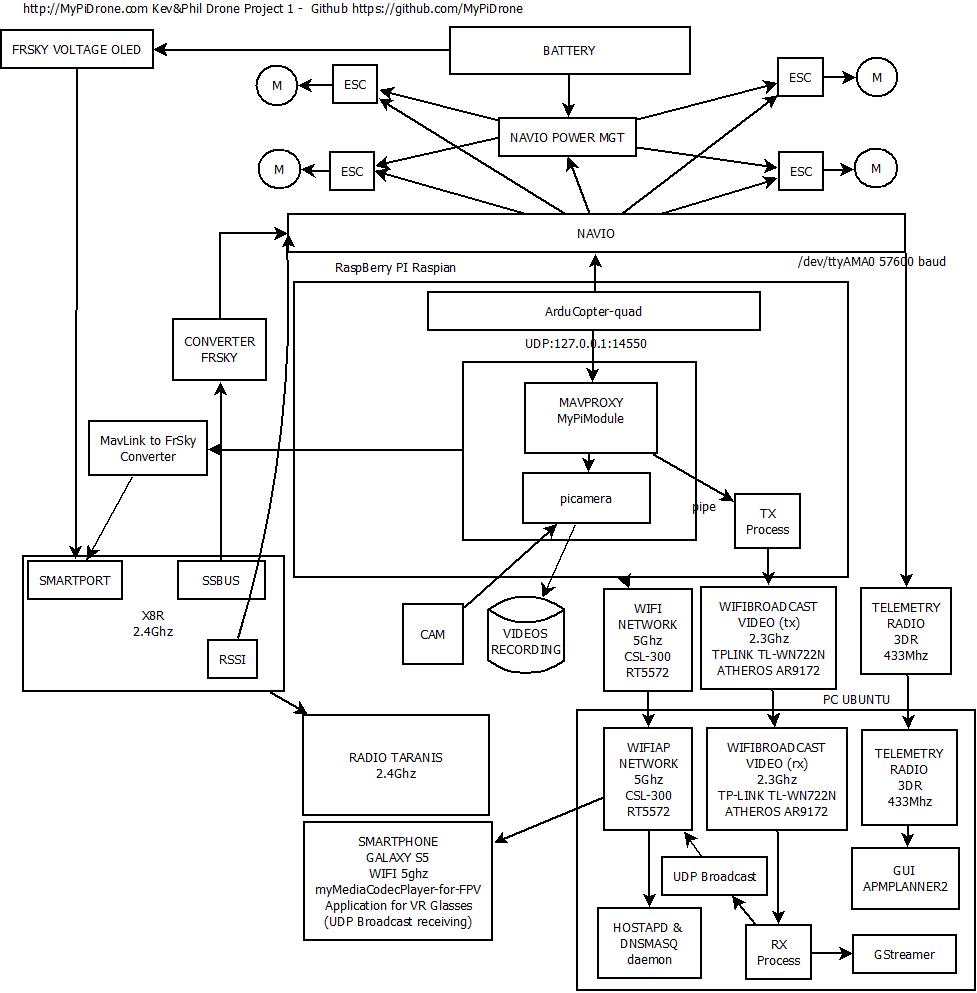 http://MyPiDrone.com Kev&Phil Drone Project 1 - Github https://github.com/MyPiDrone
FRSKY VOLTAGE OLED
BATTERY
M
ESC
ESC
M
NAVIO POWER MGT
M
ESC
ESC
M
NAVIO
RaspBerry PI Raspian
/dev/ttyAMA0 57600 baud
ArduCopter-quad
UDP:127.0.0.1:14550
CONVERTER
FRSKY
MAVPROXY
MyPiModule
MavLink to FrSky
Converter
picamera
pipe
TX
Process
SMARTPORT
SSBUS
X8R
2.4Ghz
RSSI
CAM
VIDEOS
RECORDING
WIFI
NETWORK
5Ghz
CSL-300
RT5572
WIFIBROADCAST
VIDEO (tx)
2.3Ghz
TPLINK TL-WN722N
ATHEROS AR9172
TELEMETRY
RADIO
3DR
433Mhz
PC UBUNTU
RADIO TARANIS
2.4Ghz
WIFIAP
NETWORK
5Ghz
CSL-300
RT5572
WIFIBROADCAST
VIDEO (rx)
2.3Ghz
TP-LINK TL-WN722N
ATHEROS AR9172
TELEMETRY
RADIO
3DR
433Mhz
SMARTPHONE
GALAXY S5
WIFI 5ghz
myMediaCodecPlayer-for-FPV
Application for VR Glasses
(UDP Broadcast receiving)
UDP Broadcast
GUI
APMPLANNER2
HOSTAPD &
DNSMASQ
daemon
RX
Process
GStreamer